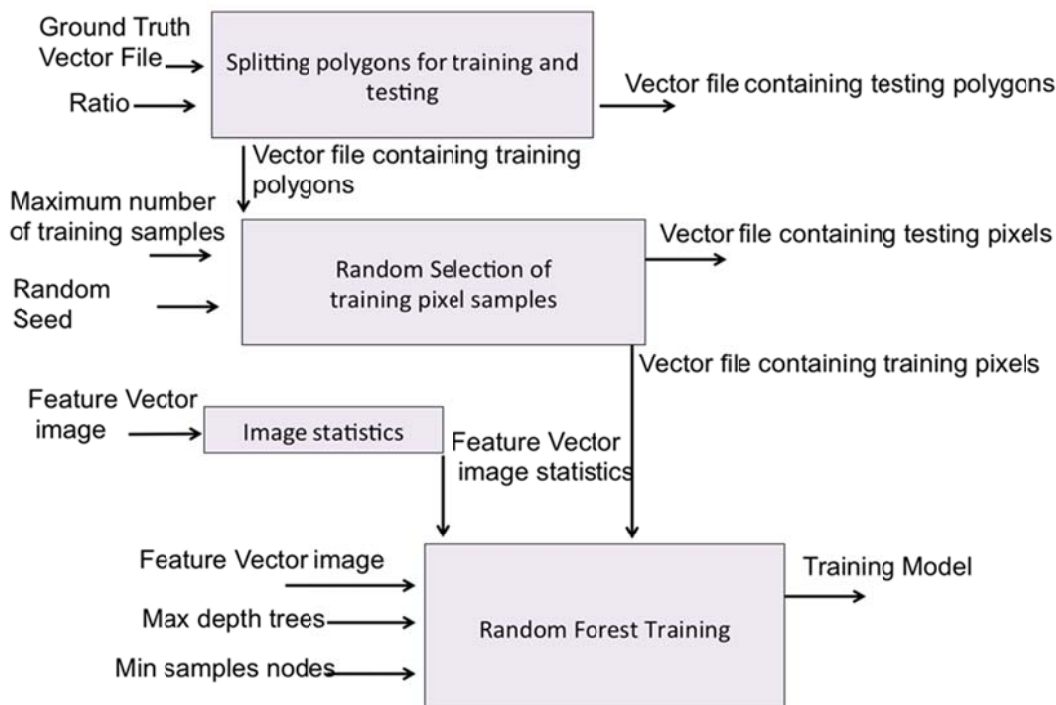 Ground Truth
Vector File
Ratio
Splitting polygons for training and
testing
Vector file containing testing polygons
Vector file containing training
polygons
Maximum number
of training samples
Random
Seed
Random Selection of
training pixel samples
Vector file containing testing pixels
Vector file containing training pixels
Feature Vector
image
Image statistics
Feature Vector
image statistics
Feature Vector image
Max depth trees
Min samples nodes
Random Forest Training
Training Model